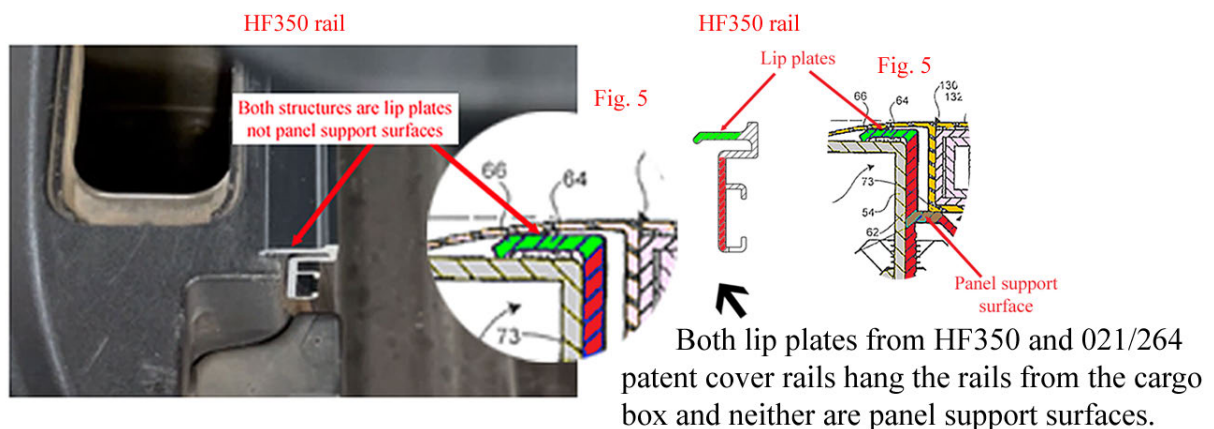 HF350 rail
Both structures are lip plates
not panel support surfaces
Fig. 5
66
64
73
HF350 rail
Lip plates
Fig. 5
66
64
130
132
73
54
62
Panel support
surface
Both lip plates from HF350 and 021/264
patent cover rails hang the rails from the cargo
box and neither are panel support surfaces.